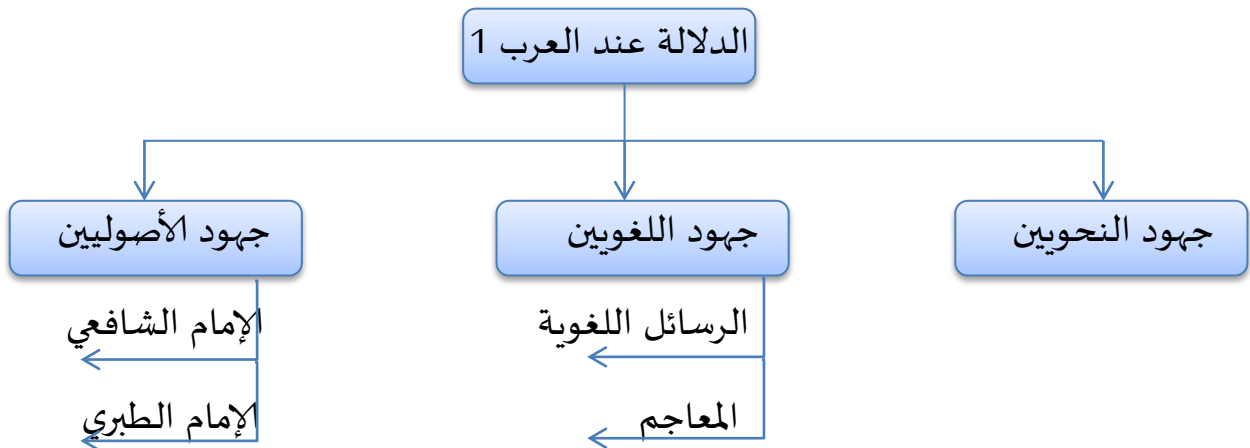 الدلالة عند العرب 1
جهود النحويين
جهود اللغويين
جهود الأصوليين
الرسائل اللغوية
الإمام الشافعي
المعاجم
الإمام الطبري